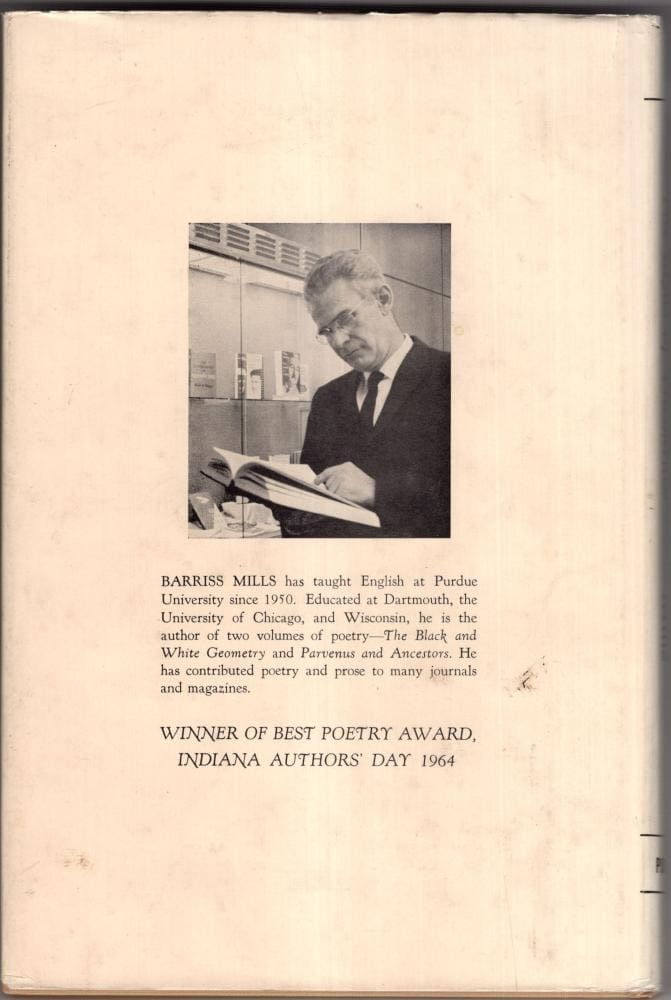 BARRISS MILLS has taught English at Purdue
University since 1950. Educated at Dartmouth, the
University of Chicago, and Wisconsin, he is the
author of two volumes of poetry—The Black and
White Geometry and Parvenus and Ancestors. He
has contributed poetry and prose to many journals
and magazines.
WINNER OF BEST POETRY AWARD,
INDIANA AUTHORS' DAY 1964